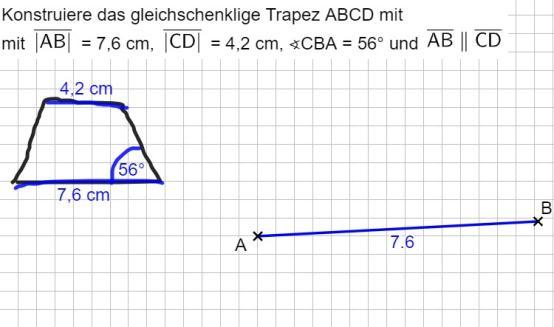 Konstruiere das gleichschenklige Trapez ABCD mit
mit |AB| = 7,6 cm, |CD| = 4,2 cm, ∢CBA = 56° und AB ∥ CD
4,2 cm
56°
7,6 cm
B
A
7.6